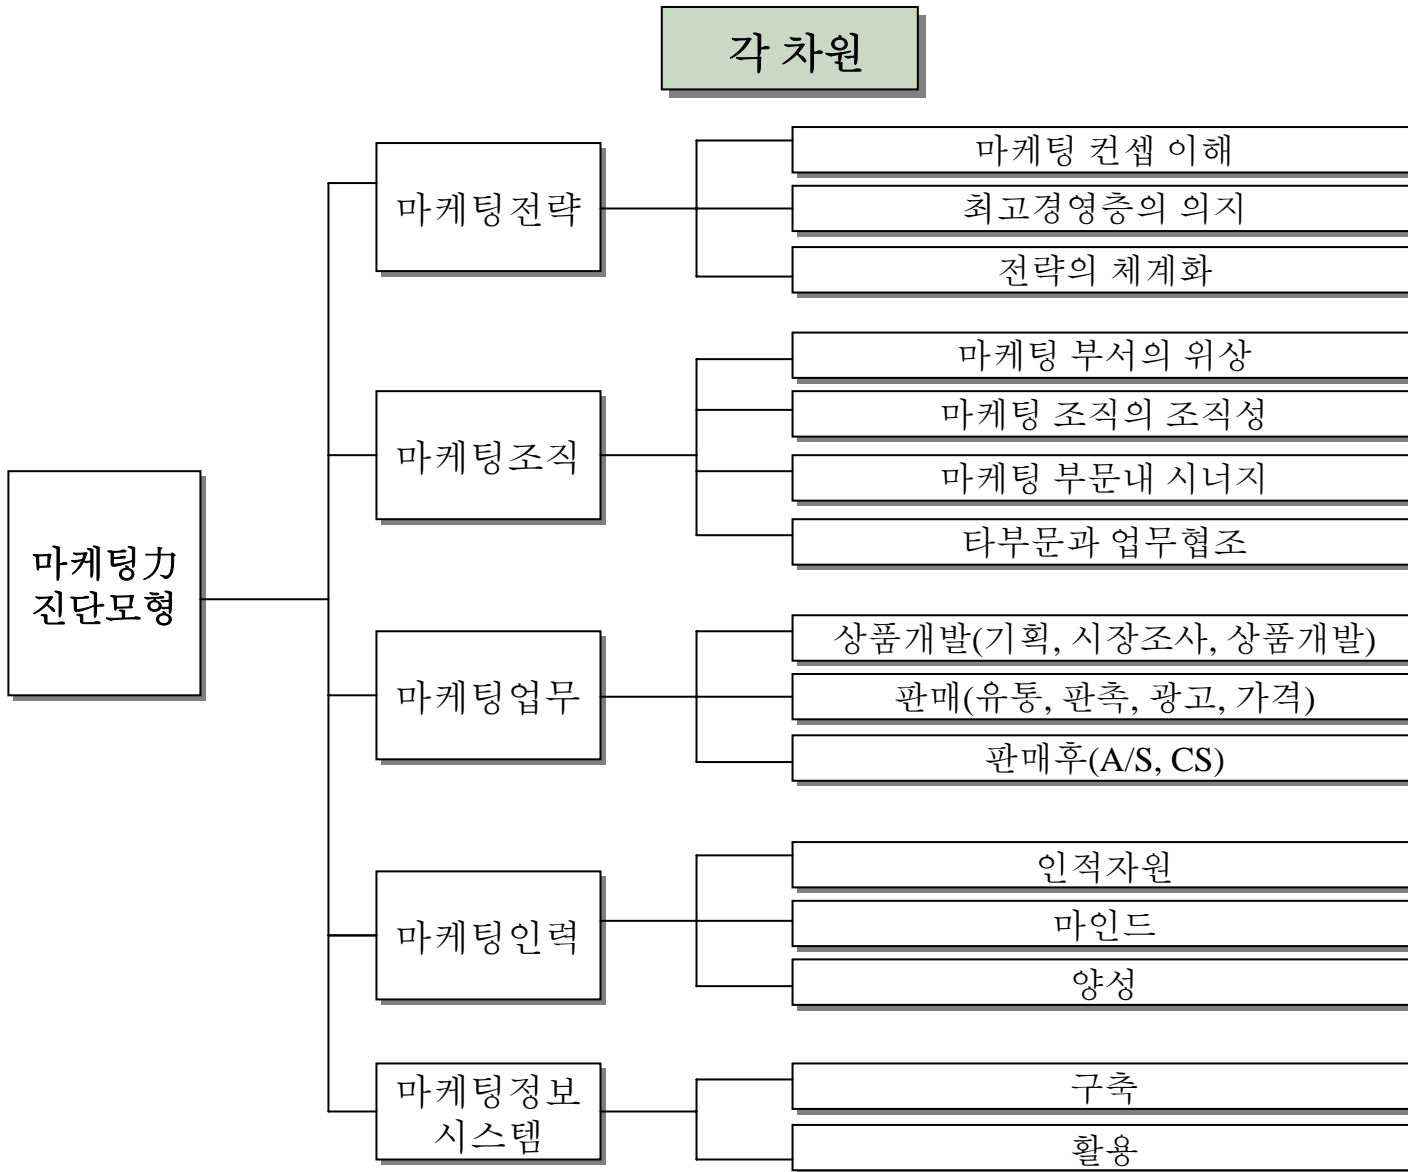 각 차원
마케팅力
진단모형
마케팅전략
마케팅 컨셉 이해
최고경영층의 의지
전략의 체계화
마케팅조직
마케팅 부서의 위상
마케팅 조직의 조직성
마케팅 부문내 시너지
타부문과 업무협조
마케팅업무
상품개발(기획, 시장조사, 상품개발)
판매(유통, 판촉, 광고, 가격)
판매후(A/S, CS)
마케팅인력
인적자원
마인드
양성
마케팅정보
시스템
구축
활용